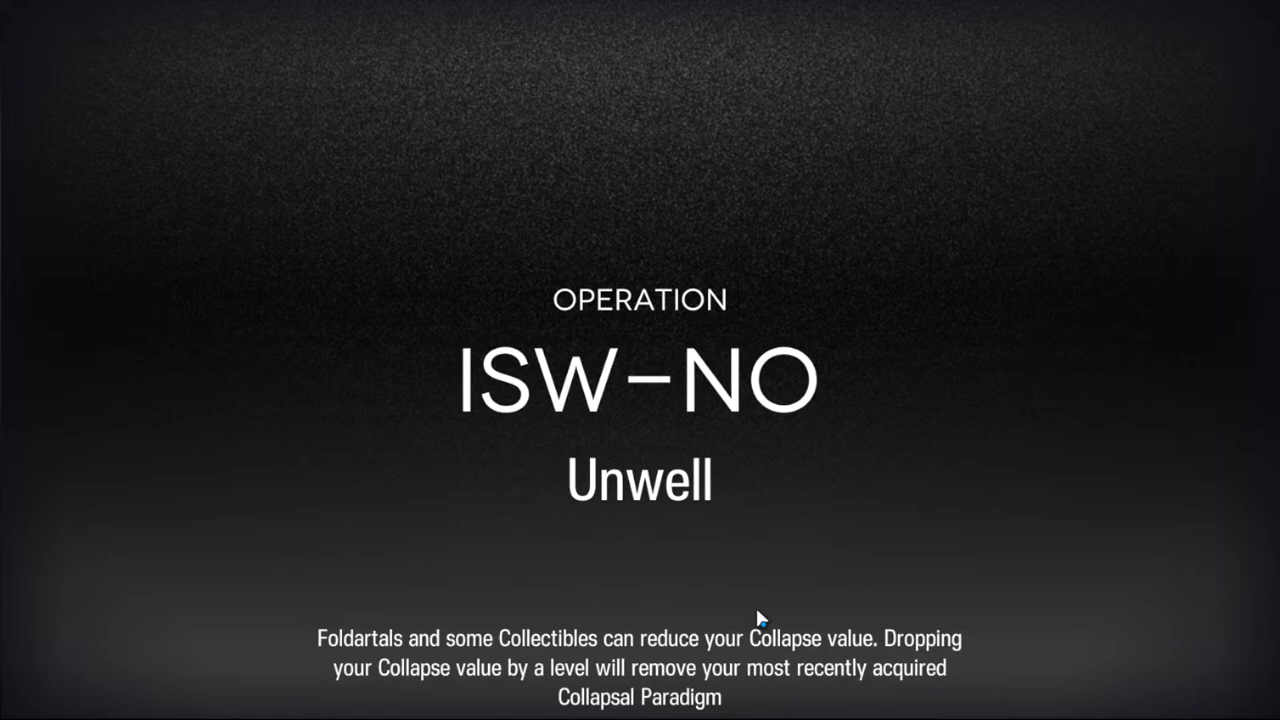 OPERATION
ISW-NO
Unwell
Foldartals and some Collectibles can reduce your Collapse value. Dropping
your Collapse value by a level will remove your most recently acquired
Collapsal Paradigm